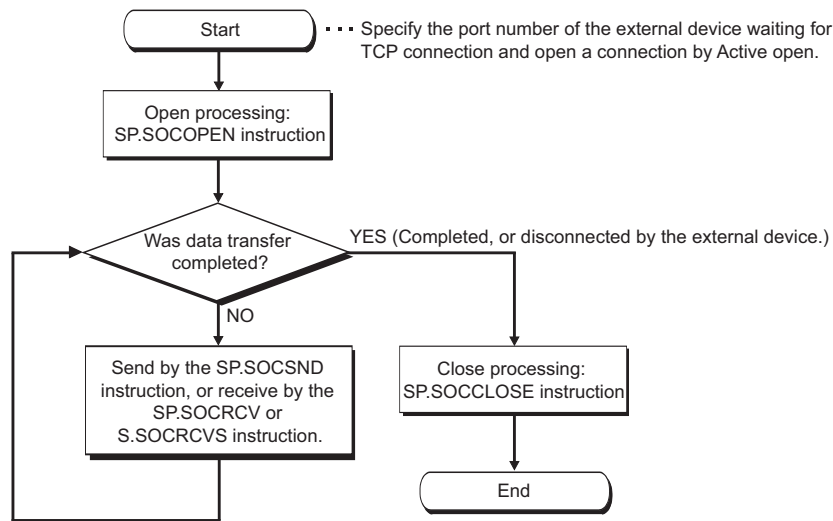 Start
··· Specify the port number of the external device waiting for
TCP connection and open a connection by Active open.
Open processing:
SP.SOCOPEN instruction
Was data transfer
completed?
YES (Completed, or disconnected by the external device.)
NO
Send by the SP.SOCSND
instruction, or receive by the
SP.SOCRCV or
S.SOCRCVS instruction.
Close processing:
SP.SOCCLOSE instruction
End